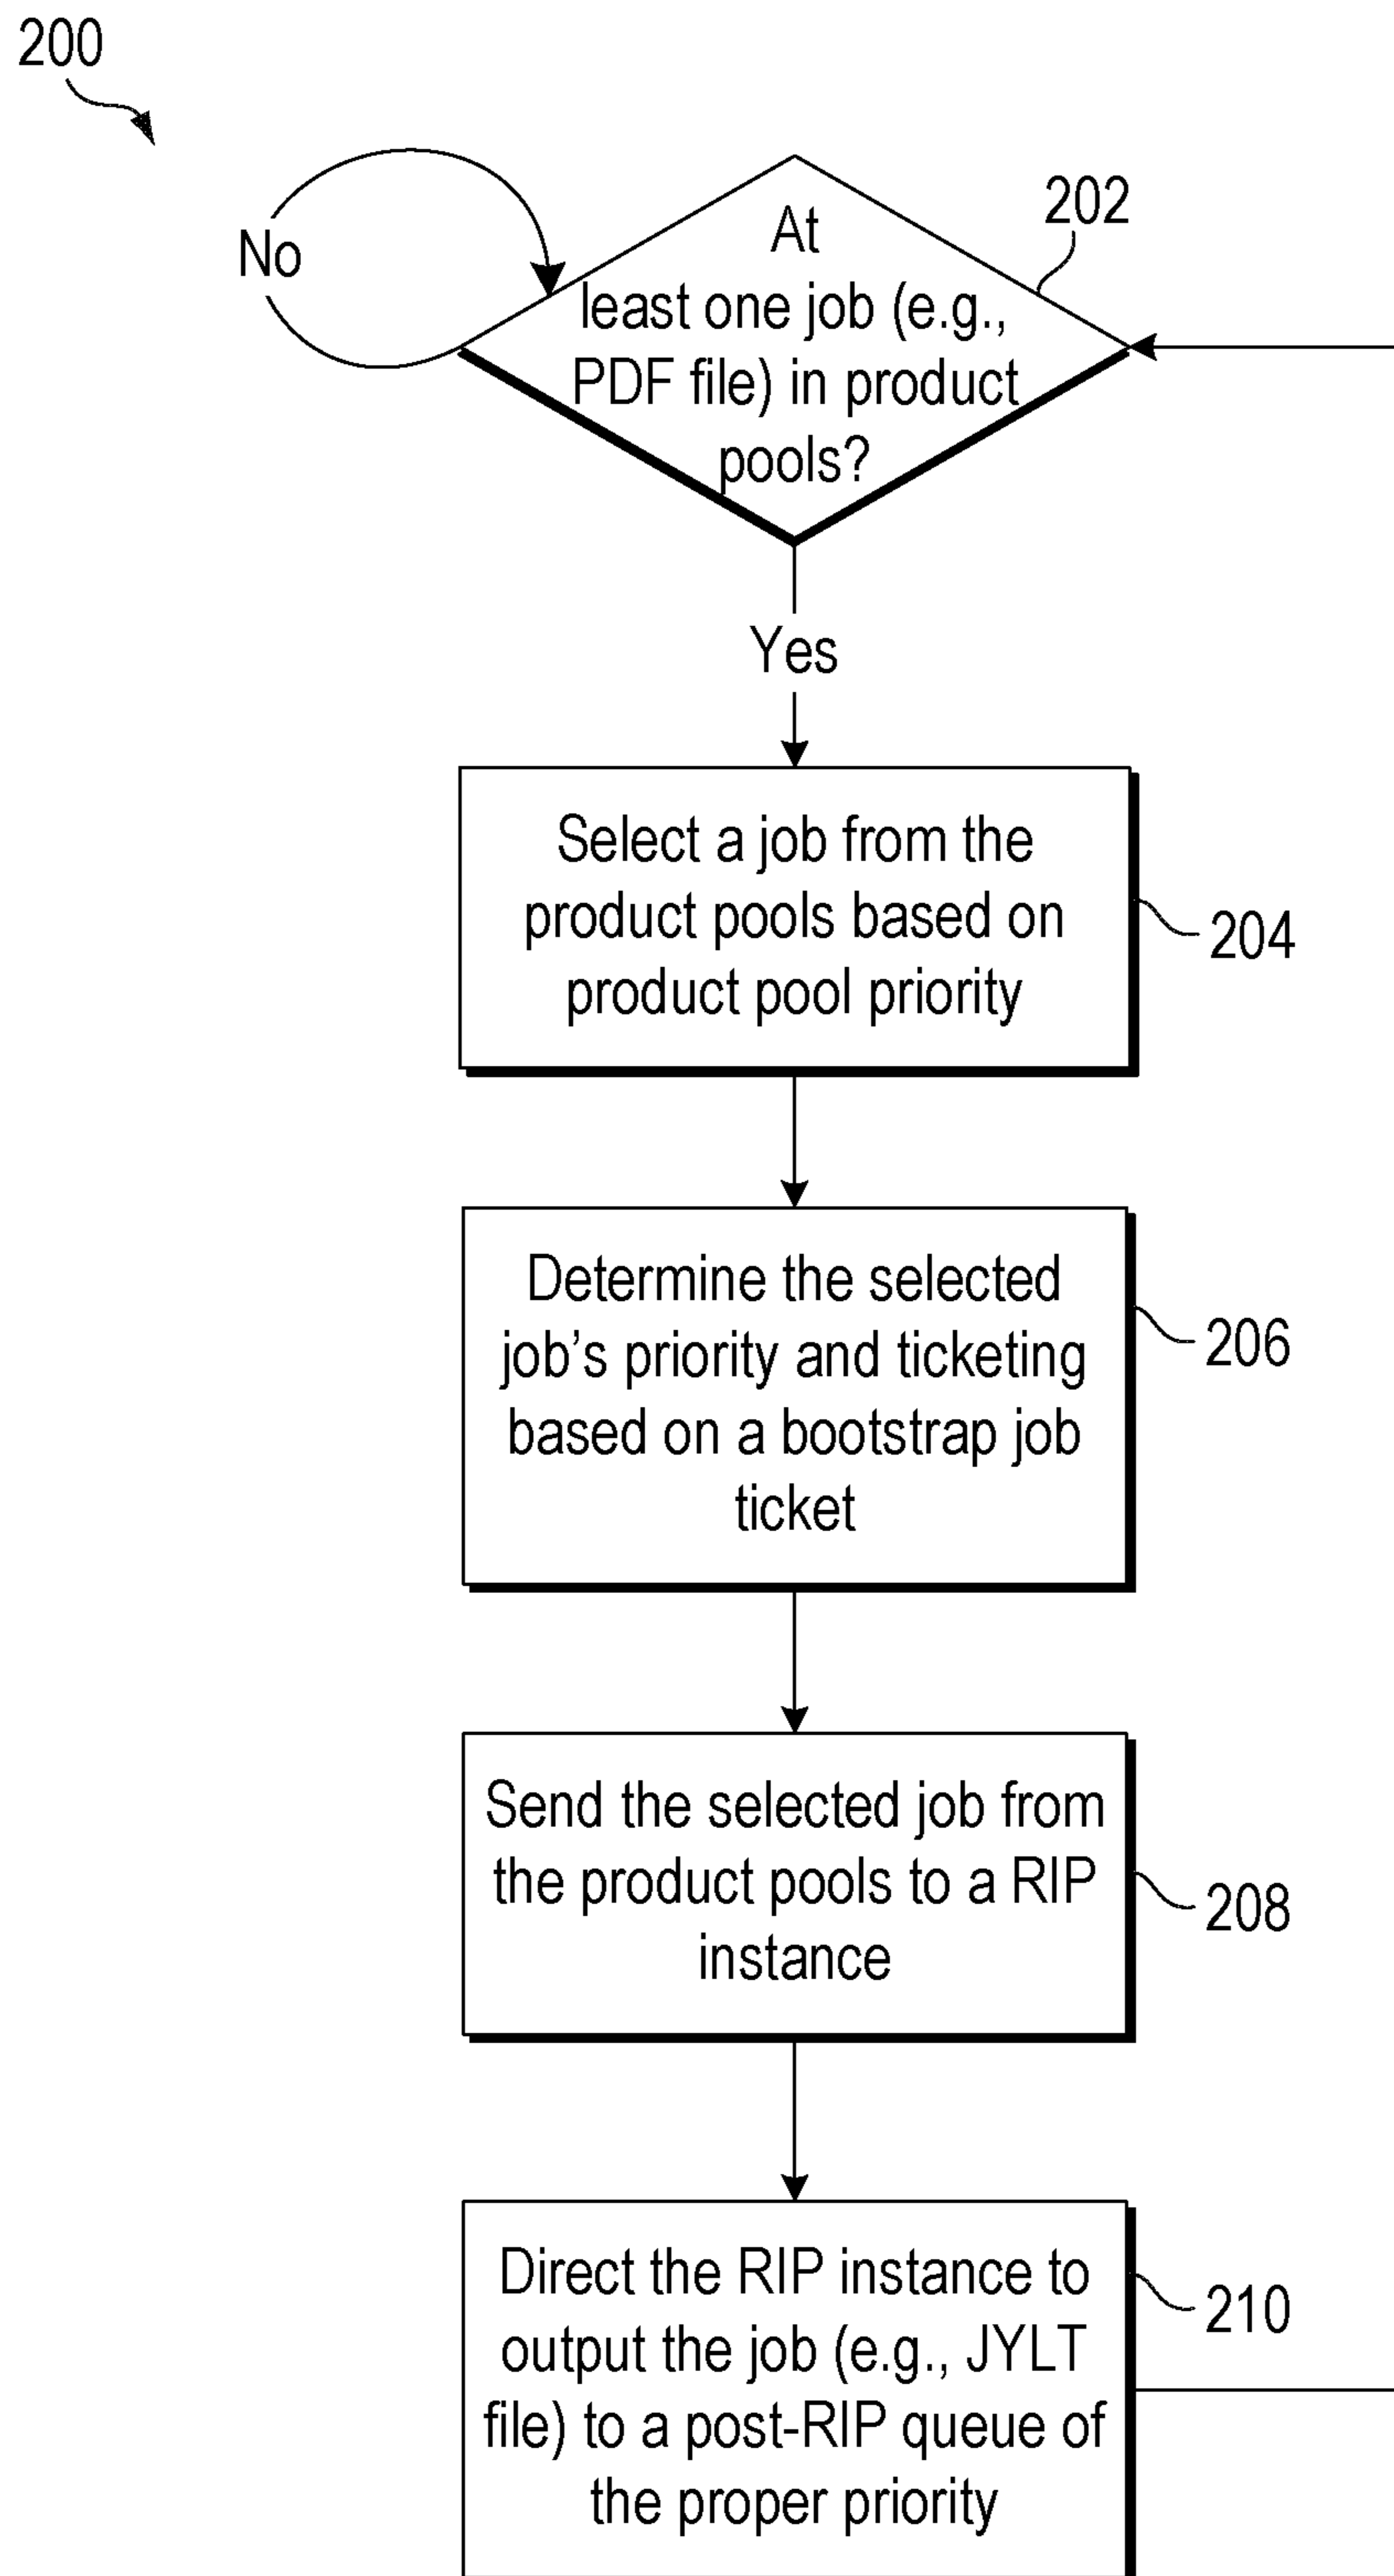 200
No
202
At
least one job (e.g.,
PDF file) in product
pools?
Yes
Select a job from the
product pools based on
product pool priority
204
Determine the selected
job’s priority and ticketing
based on a bootstrap job
ticket
206
Send the selected job from
the product pools to a RIP
instance
208
Direct the RIP instance to
output the job (e.g., JYLT
file) to a post-RIP queue of
the proper priority
210